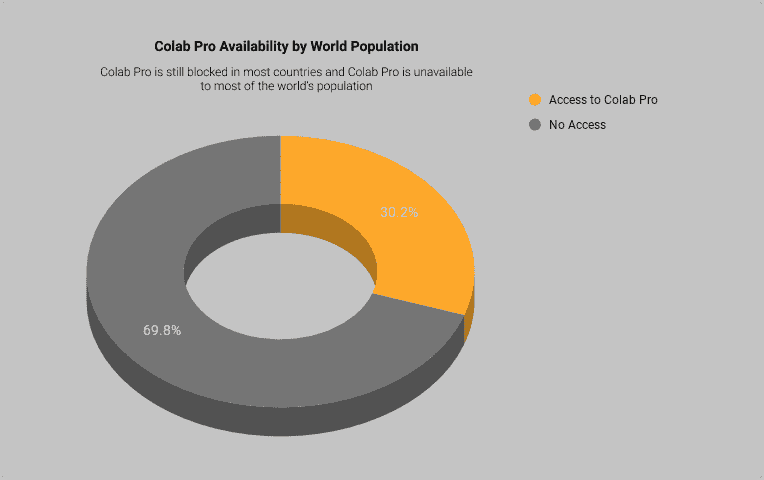 Colab Pro Availability by World Population
Colab Pro is still blocked in most countries and Colab Pro is unavailable
to most of the world's population
Access to Colab Pro
No Access
30.2%
69.8%